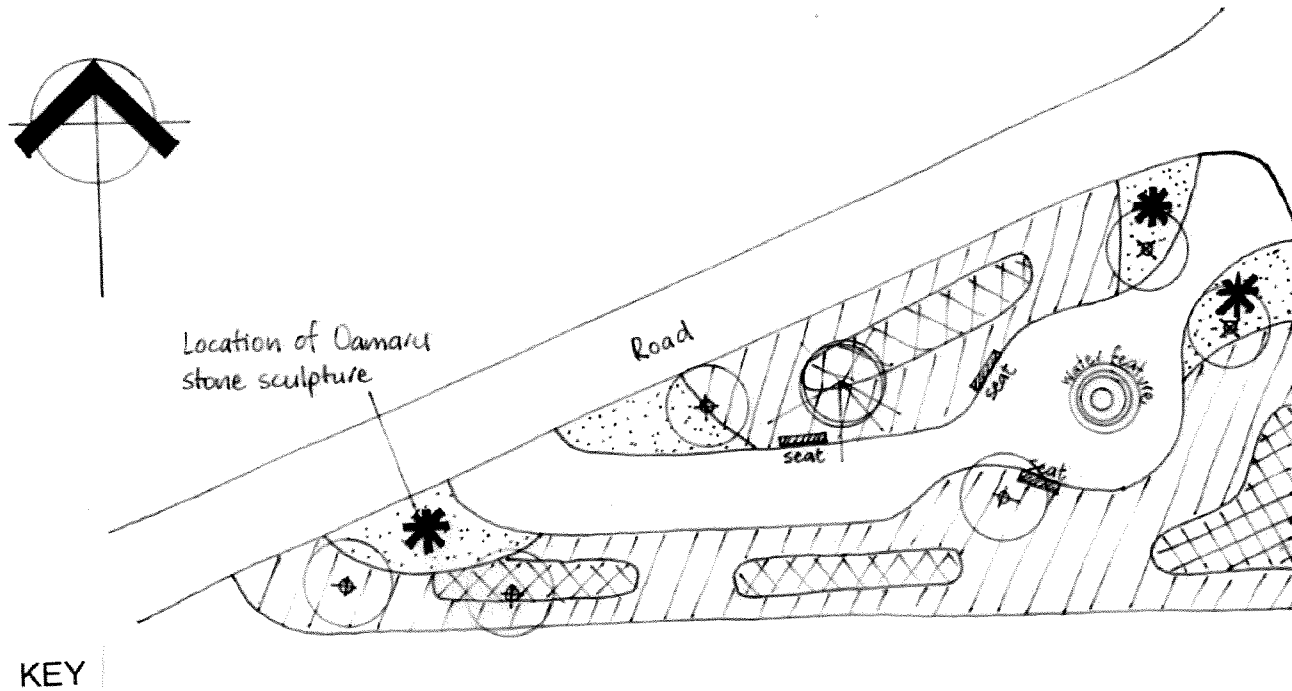 Location of Oamaru
stone sculpture
Road
seat
water feature
seat
seat
KEY